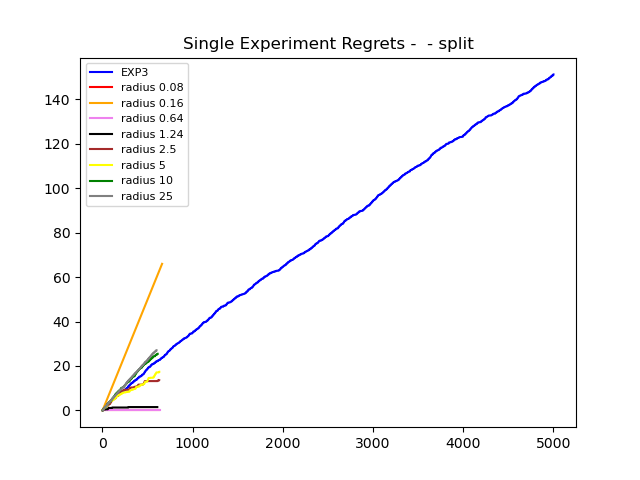 Single Experiment Regrets -  - split
EXP3
radius 0.08
radius 0.16
radius 0.64
radius 1.24
radius 2.5
radius 5
radius 10
radius 25
140
120
100
80
60
40
20
0
0 1000 2000 3000 4000 5000